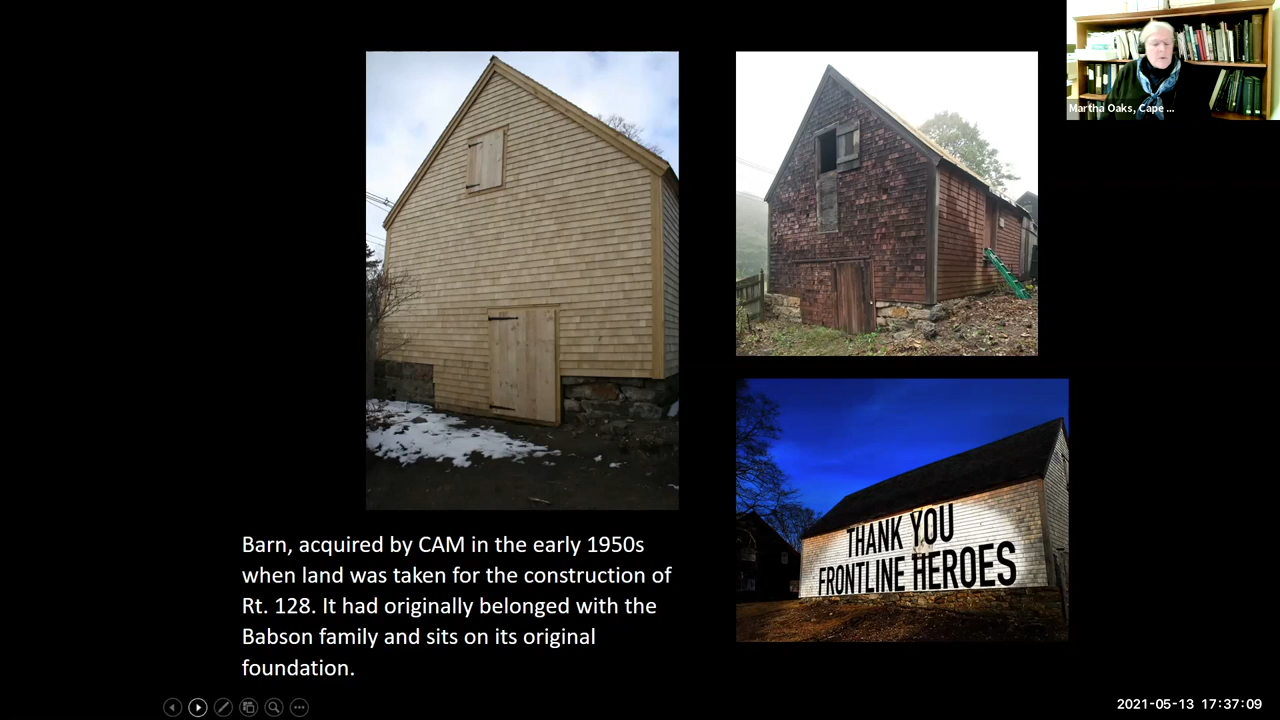 Martha Oaks, Cape ...
THANK YOU
FRONTLINE HEROES
Barn, acquired by CAM in the early 1950s
when land was taken for the construction of
Rt. 128. It had originally belonged with the
Babson family and sits on its original
foundation.
2021-05-13 17:37:09